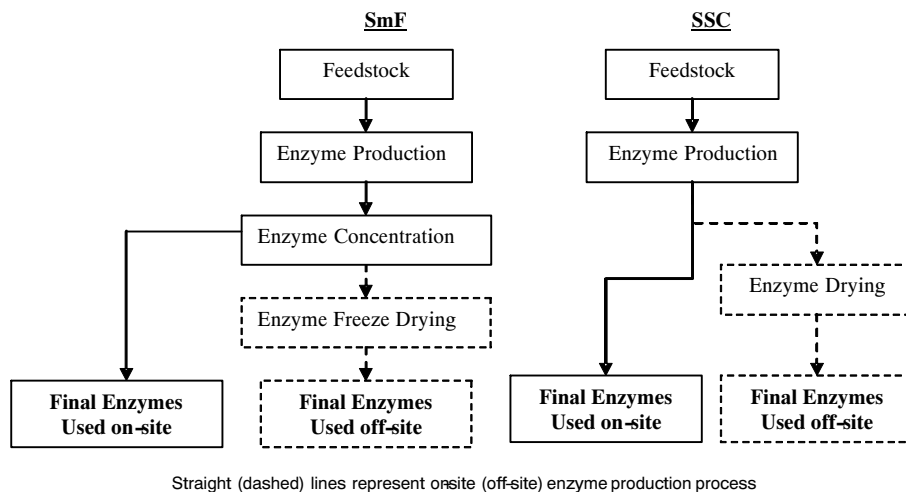 SmF
Feedstock
Enzyme Production
Enzyme Concentration
Enzyme Freeze Drying
Final Enzymes
Used on-site
Final Enzymes
Used off-site
SSC
Feedstock
Enzyme Production
Enzyme Drying
Final Enzymes
Used on-site
Final Enzymes
Used off-site
Straight (dashed) lines represent onsite (off-site) enzyme production process